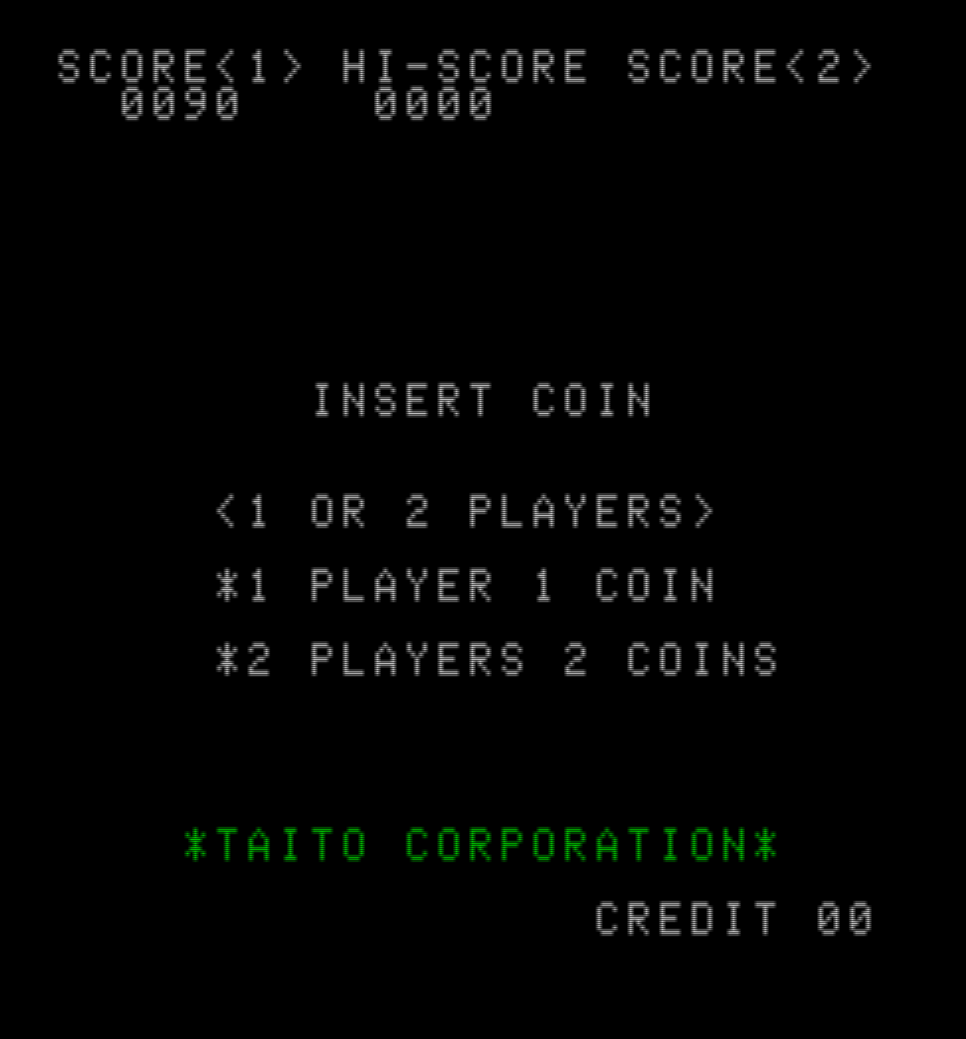 SCORE<1> HI-SCORE SCORE<2>
0090 0000
INSERT COIN
<1 OR 2 PLAYERS>
*1 PLAYER 1 COIN
*2 PLAYERS 2 COINS
*TAITO CORPORATION*
CREDIT 00